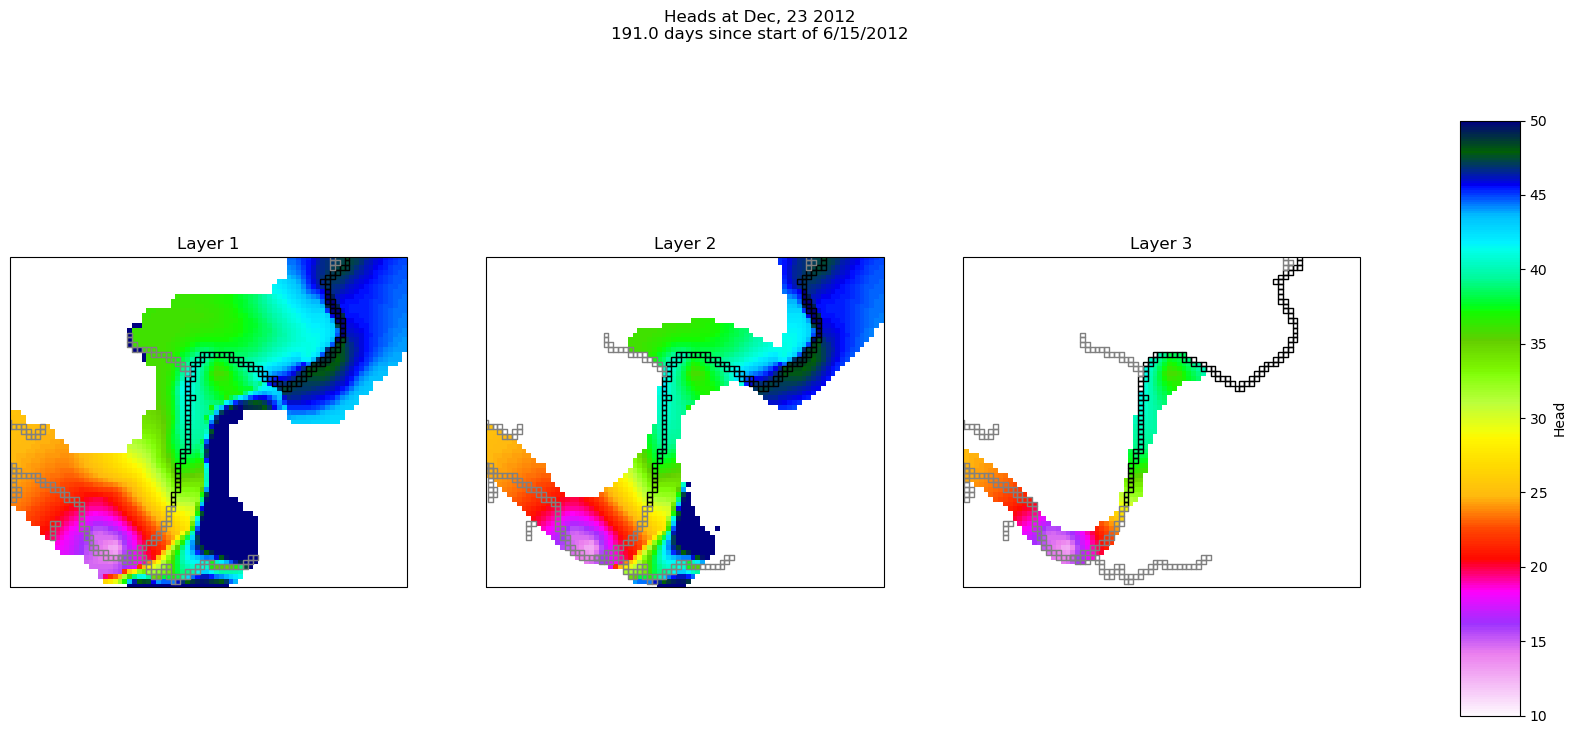 Heads at Dec, 23 2012
191.0 days since start of 6/15/2012
Layer 1
Layer 2
Layer 3
50
45
40
35
30
25
20
15
10
Head